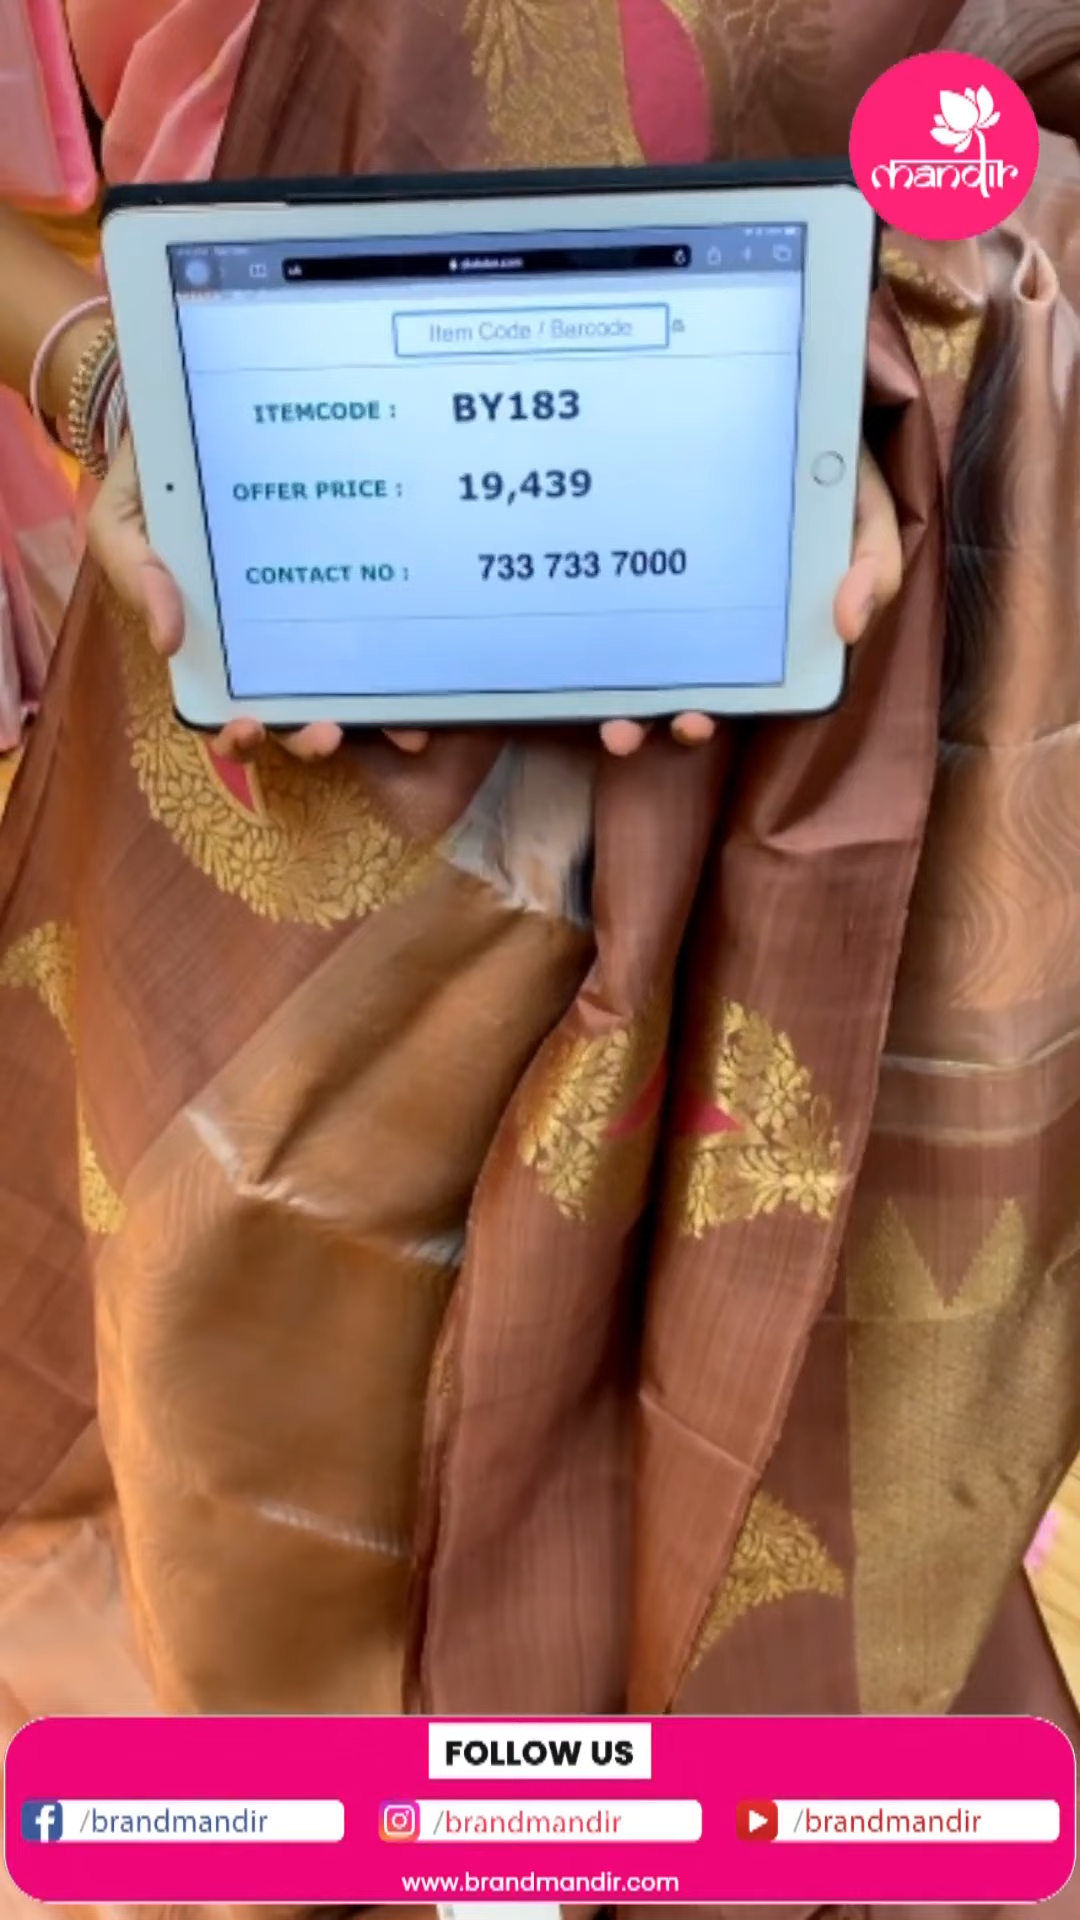 mandir
Item Code / Barcode
ITEMCODE : BY183
OFFER PRICE : 19,439
CONTACT NO : 733 733 7000
FOLLOW US
/brandmandir /brandmandir /brandmandir
www.brandmandir.com